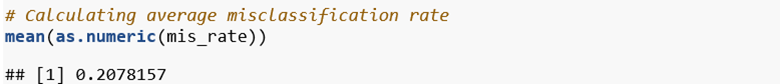 # Calculating average misclassification rate
mean(as.numeric(mis_rate))
## [1] 0.2078157